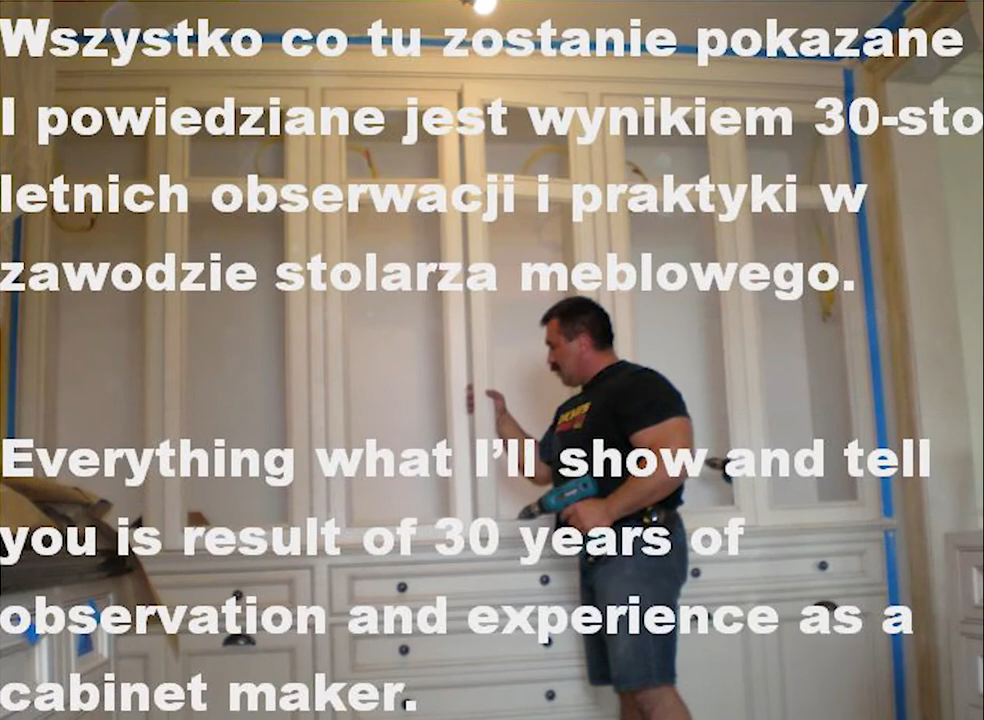 Wszystko co tu zostanie pokazane
I powiedziane jest wynikiem 30-sto
letnich obserwacji i praktyki w
zawodzie stolarza meblowego.
Everything what I’ll show and tell
you is result of 30 years of
observation and experience as a
cabinet maker.